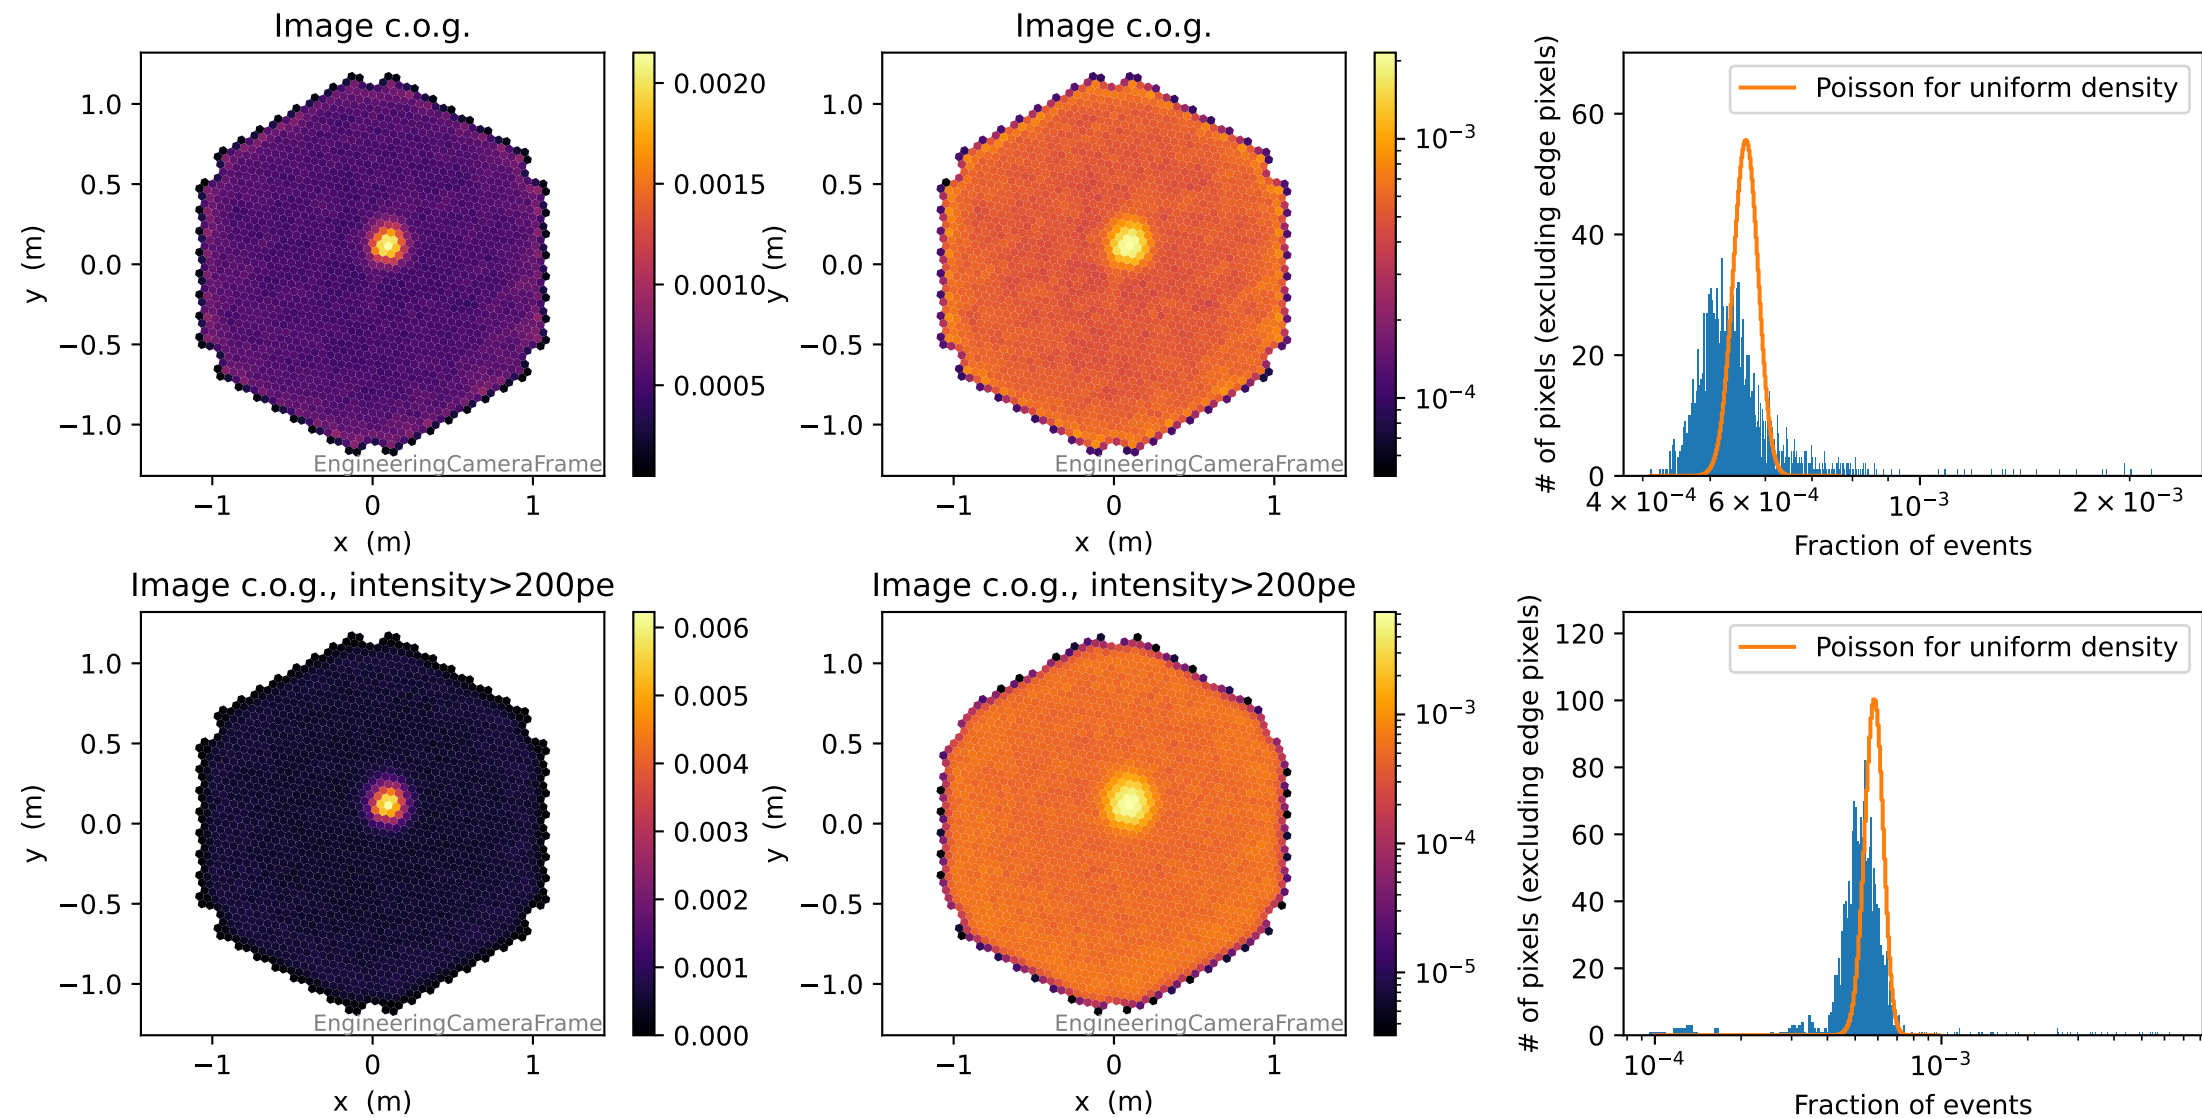 Image c.o.g.
1.0
0.5
0.0
−0.5
−1.0
y (m)
−1
0
1
x (m)
EngineeringCameraFrame
0.0020
0.0015
0.0010
0.0005
Image c.o.g.
1.0
0.5
0.0
−0.5
−1.0
y (m)
−1
0
1
x (m)
EngineeringCameraFrame
10⁻³
10⁻⁴
# of pixels (excluding edge pixels)
60
40
20
0
Poisson for uniform density
4 × 10⁻⁴
6 × 10⁻⁴
10⁻³
2 × 10⁻³
Fraction of events
Image c.o.g., intensity>200pe
1.0
0.5
0.0
−0.5
−1.0
y (m)
−1
0
1
x (m)
EngineeringCameraFrame
0.006
0.005
0.004
0.003
0.002
0.001
0.000
Image c.o.g., intensity>200pe
1.0
0.5
0.0
−0.5
−1.0
y (m)
−1
0
1
x (m)
EngineeringCameraFrame
10⁻³
10⁻⁴
10⁻⁵
# of pixels (excluding edge pixels)
120
100
80
60
40
20
0
Poisson for uniform density
10⁻⁴
10⁻³
Fraction of events